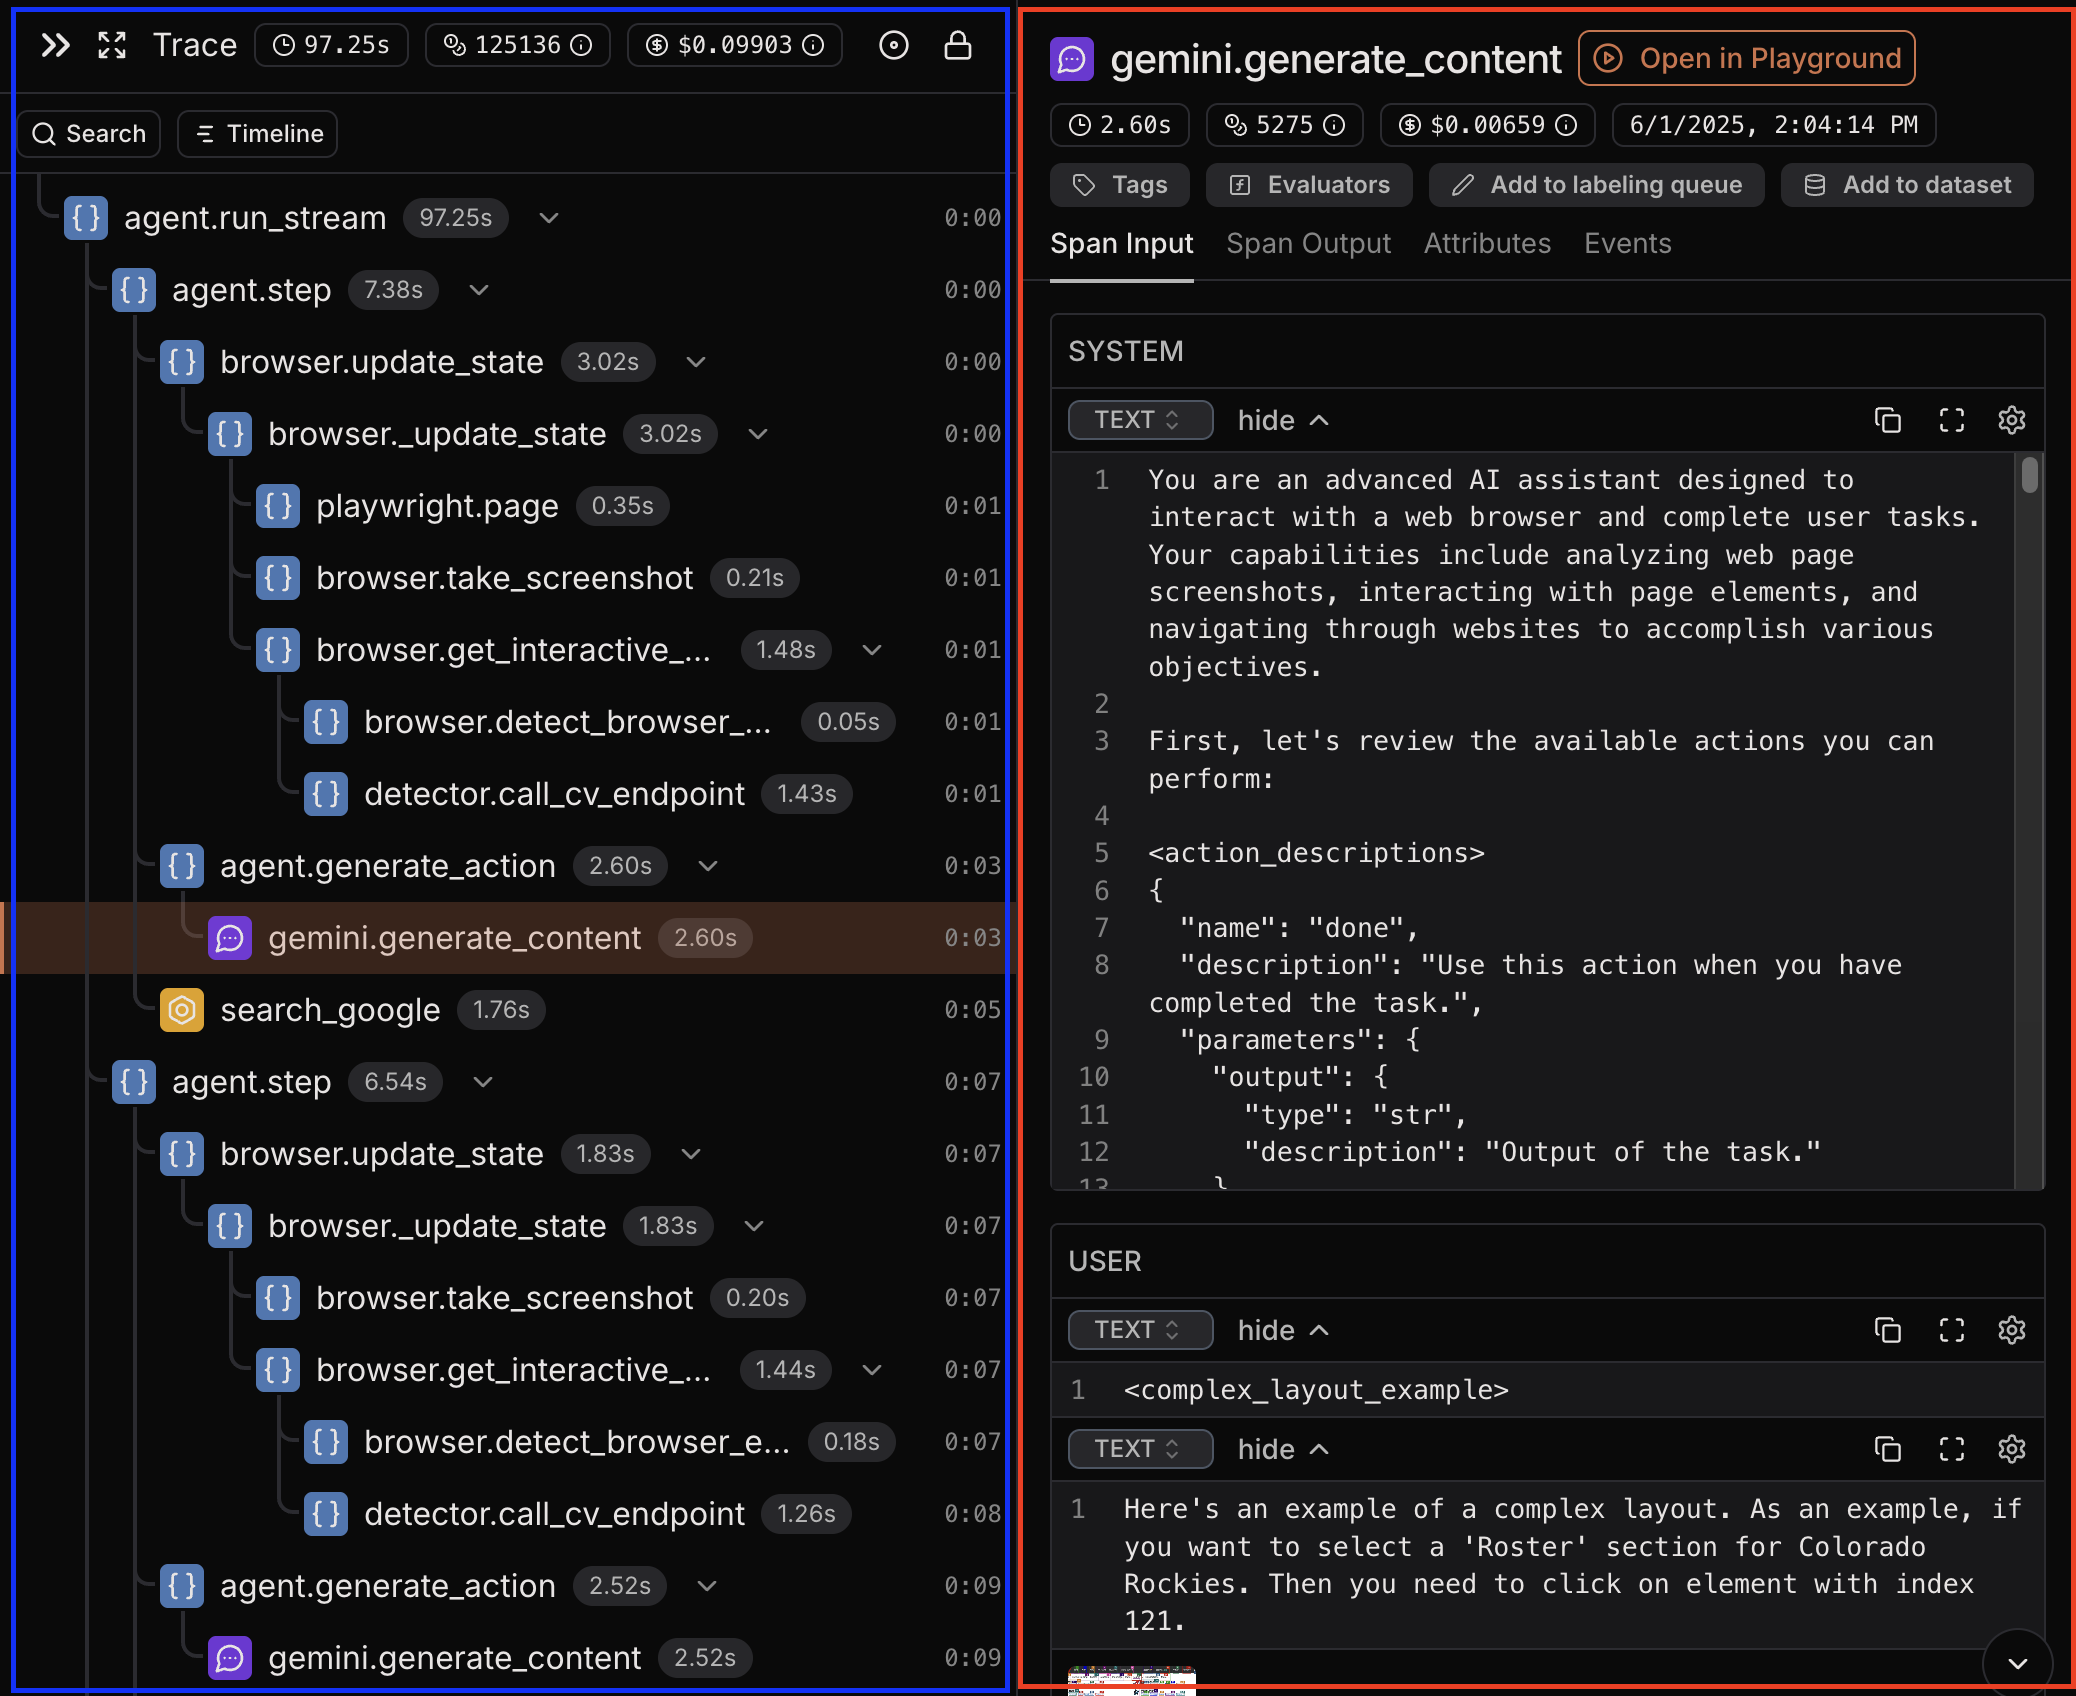 Trace 97.25s 125136 $0.09903
Search Timeline
agent.run_stream 97.25s 0:00
agent.step 7.38s 0:00
browser.update_state 3.02s 0:00
browser._update_state 3.02s 0:00
playwright.page 0.35s 0:01
browser.take_screenshot 0.21s 0:01
browser.get_interactive_... 1.48s 0:01
browser.detect_browser_... 0.05s 0:01
detector.call_cv_endpoint 1.43s 0:01
agent.generate_action 2.60s 0:03
gemini.generate_content 2.60s 0:03
search_google 1.76s 0:05
agent.step 6.54s 0:07
browser.update_state 1.83s 0:07
browser._update_state 1.83s 0:07
browser.take_screenshot 0.20s 0:07
browser.get_interactive_... 1.44s 0:07
browser.detect_browser_e... 0.18s 0:07
detector.call_cv_endpoint 1.26s 0:08
agent.generate_action 2.52s 0:09
gemini.generate_content 2.52s 0:09
gemini.generate_content Open in Playground
2.60s 5275 $0.00659 6/1/2025, 2:04:14 PM
Tags Evaluators Add to labeling queue Add to dataset
Span Input Span Output Attributes Events
SYSTEM
TEXT hide
1 You are an advanced AI assistant designed to
interact with a web browser and complete user tasks.
Your capabilities include analyzing web page
screenshots, interacting with page elements, and
navigating through websites to accomplish various
objectives.
2
3 First, let's review the available actions you can
perform:
4
5 <action_descriptions>
6 {
7 "name": "done",
8 "description": "Use this action when you have
completed the task.",
9 "parameters": {
10 "output": {
11 "type": "str",
12 "description": "Output of the task."
13 }
USER
TEXT hide
1 <complex_layout_example>
TEXT hide
1 Here's an example of a complex layout. As an example, if
you want to select a 'Roster' section for Colorado
Rockies. Then you need to click on element with index
121.